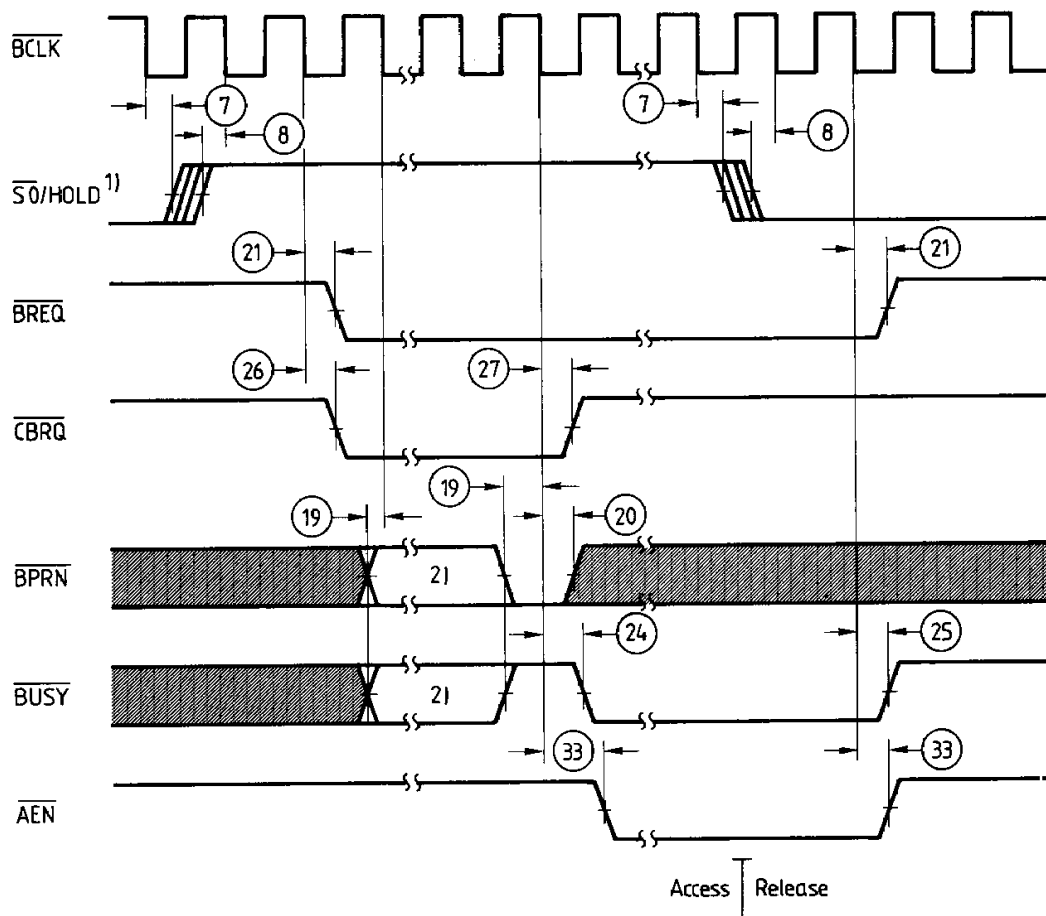 BCLK
7
8
7
8
S0/HOLD 1)
21
21
BREQ
26
27
CBRQ
19
19
20
BPRN
2)
24
25
BUSY
2)
33
33
AEN
Access Release